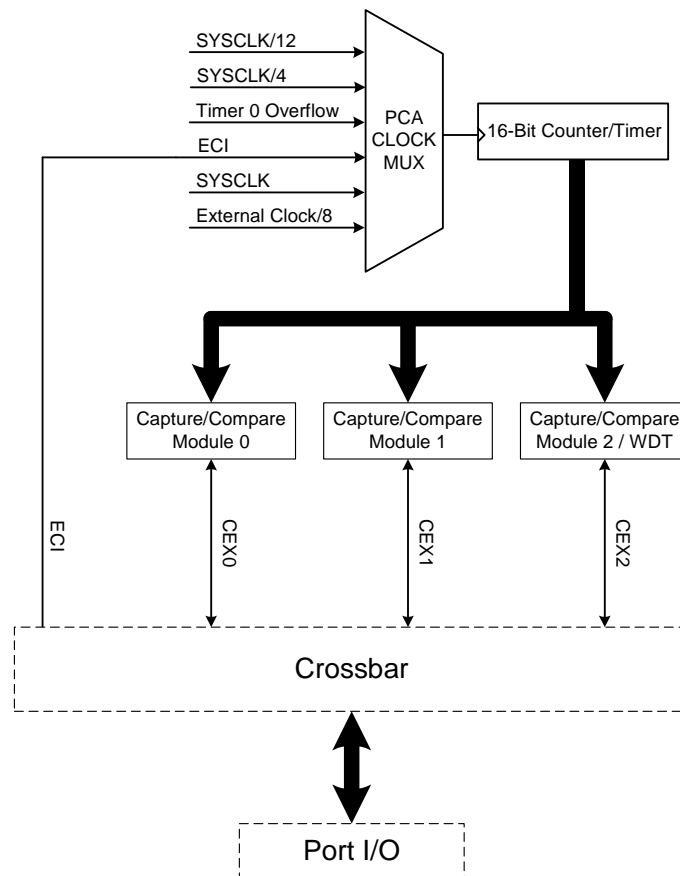 SYSCLK/12
SYSCLK/4
Timer 0 Overflow
ECI
SYSCLK
External Clock/8
PCA
CLOCK
MUX
16-Bit Counter/Timer
Capture/Compare
Module 0
Capture/Compare
Module 1
Capture/Compare
Module 2 / WDT
ECI
CEX0
CEX1
CEX2
Crossbar
Port I/O